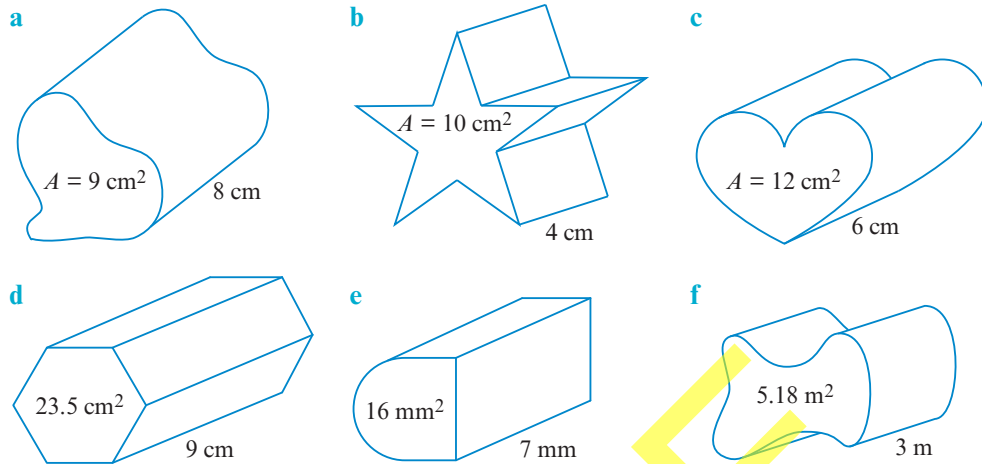 a
A = 9 cm²
8 cm
b
A = 10 cm²
4 cm
c
A = 12 cm²
6 cm
d
23.5 cm²
9 cm
e
16 mm²
7 mm
f
5.18 m²
3 m